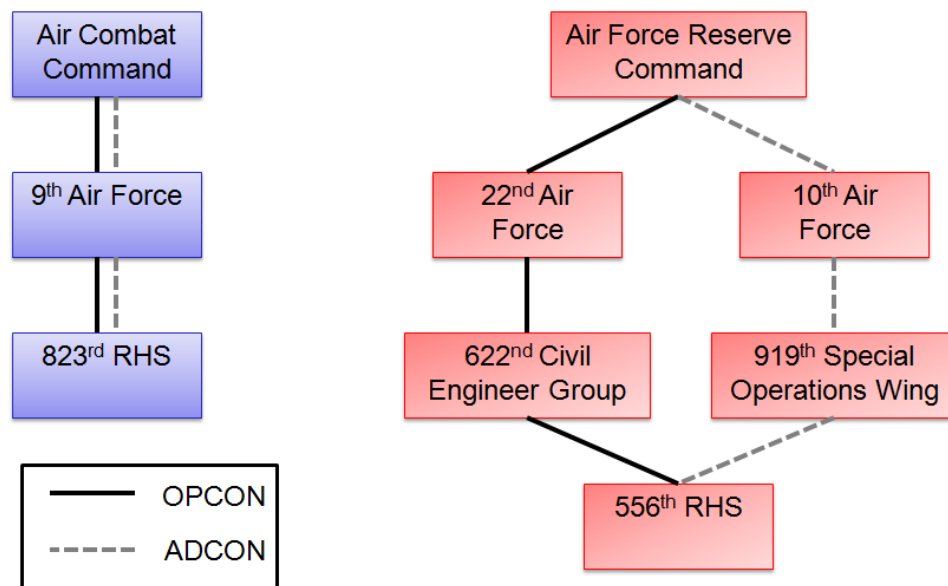 Air Combat
Command
9th Air Force
823rd RHS
Air Force Reserve
Command
22nd Air
Force
10th Air
Force
622nd Civil
Engineer Group
919th Special
Operations Wing
556th RHS
OPCON
ADCON